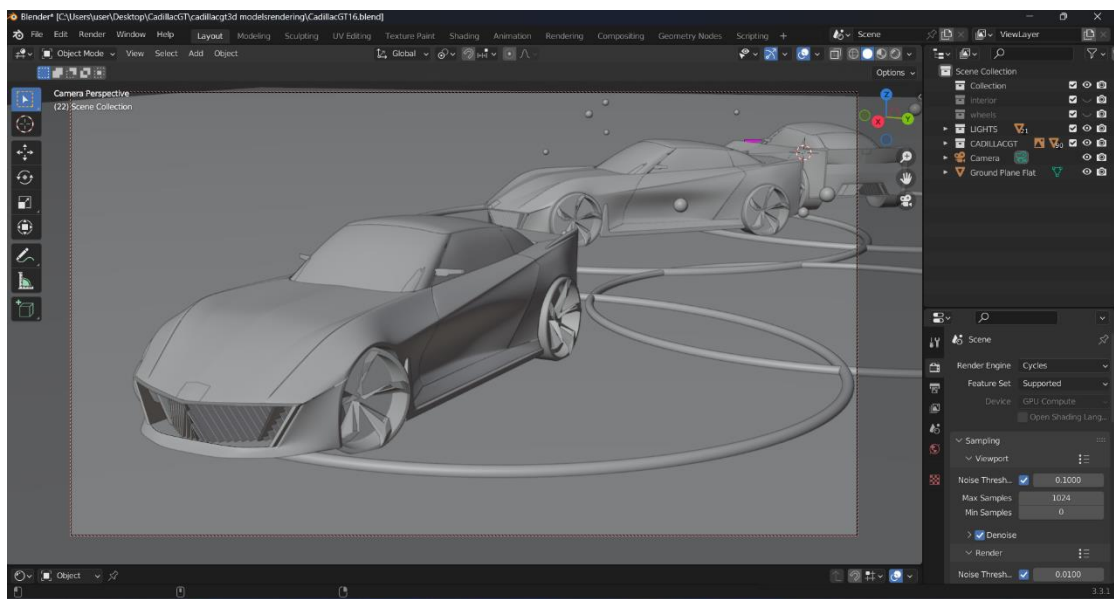 Blender* [C:\Users\user\Desktop\CadillacGT\cadillacgt3d modelsrendering\CadillacGT16.blend]
File Edit Render Window Help Layout Modeling Sculpting UV Editing Texture Paint Shading Animation Rendering Compositing Geometry Nodes Scripting + Scene ViewLayer
Object Mode View Select Add Object Global
Options
Camera Perspective
(22) Scene Collection
Z
X
Y
Scene Collection
Collection
interior
wheels
LIGHTS 21
CADILLACGT 90
Camera
Ground Plane Flat
Scene
Render Engine Cycles
Feature Set Supported
Device GPU Compute
Open Shading Lang...
Sampling
Viewport
Noise Thresh... 0.1000
Max Samples 1024
Min Samples 0
Denoise
Render
Noise Thresh... 0.0100
Object
3.3.1